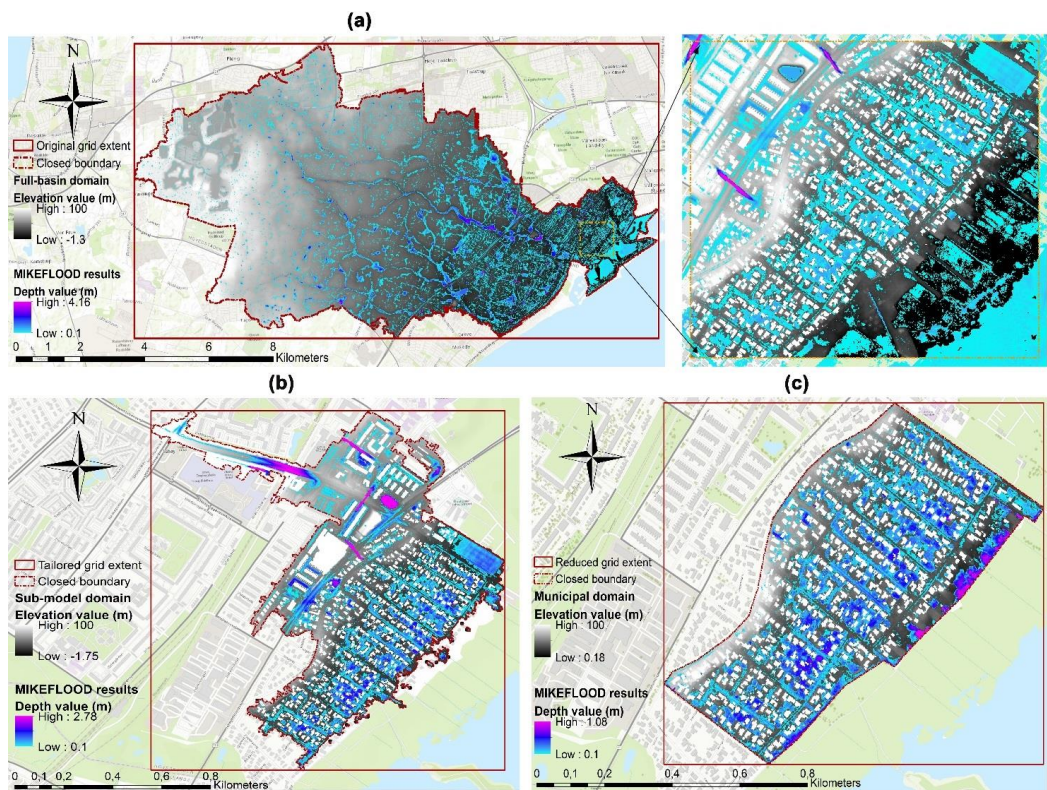 (a)
N
Original grid extent
Closed boundary
Full-basin domain
Elevation value (m)
High : 100
Low : -1.3
MIKEFLOOD results
Depth value (m)
High : 4.16
Low : 0.1
0 1 2 4 6 8
Kilometers
(b)
N
Tailored grid extent
Closed boundary
Sub-model domain
Elevation value (m)
High : 100
Low : -1.75
MIKEFLOOD results
Depth value (m)
High : 2.78
Low : 0.1
0 0,1 0,2 0,4 0,6 0,8
Kilometers
(c)
N
Reduced grid extent
Closed boundary
Municipal domain
Elevation value (m)
High : 100
Low : 0.18
MIKEFLOOD results
Depth value (m)
High : 1.08
Low : 0.1
0 0,1 0,2 0,4 0,6 0,8
Kilometers